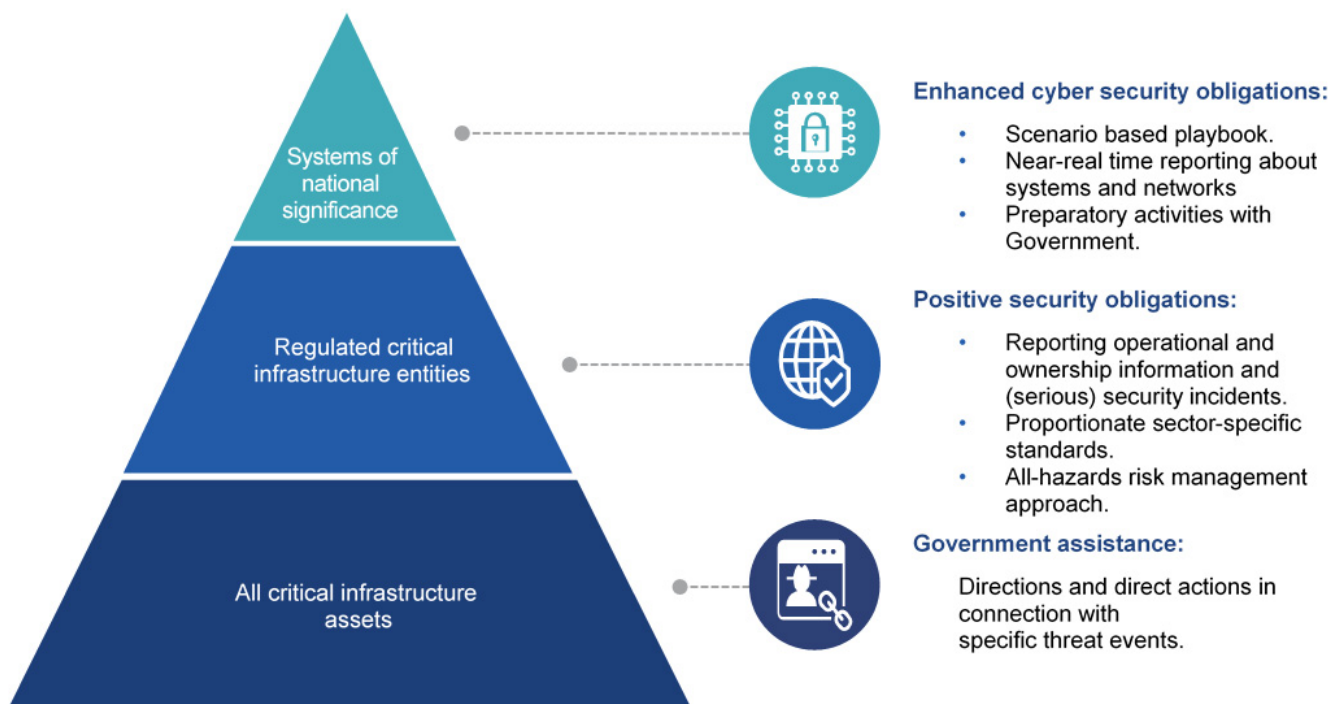 Systems of
national
significance
Enhanced cyber security obligations:
• Scenario based playbook.
• Near-real time reporting about
systems and networks
• Preparatory activities with
Government.
Regulated critical
infrastructure entities
Positive security obligations:
• Reporting operational and
ownership information and
(serious) security incidents.
• Proportionate sector-specific
standards.
• All-hazards risk management
approach.
All critical infrastructure
assets
Government assistance:
Directions and direct actions in
connection with
specific threat events.